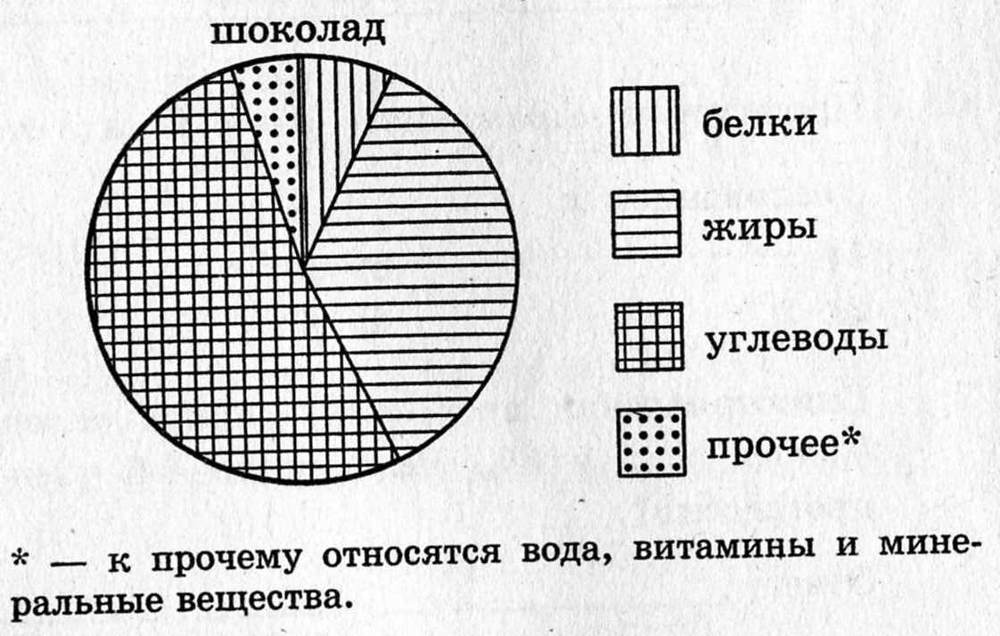 шоколад
белки
жиры
углеводы
прочее*
* — к прочему относятся вода, витамины и мине-
ральные вещества.